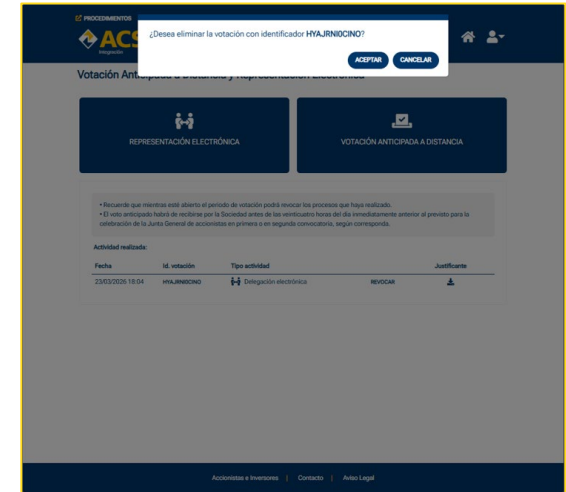 PROCEDIMIENTOS
ACS
Integración
¿Desea eliminar la votación con identificador HYAJRNI0CINO?
ACEPTAR CANCELAR
Votación Anticipada a Distancia y Representación Electrónica
REPRESENTACIÓN ELECTRÓNICA
VOTACIÓN ANTICIPADA A DISTANCIA
• Recuerde que mientras esté abierto el periodo de votación podrá revocar los procesos que haya realizado.
• El voto anticipado habrá de recibirse por la Sociedad antes de las veinticuatro horas del día inmediatamente anterior al previsto para la
celebración de la Junta General de accionistas en primera o en segunda convocatoria, según corresponda.
Actividad realizada:
Fecha Id. votación Tipo actividad Justificante
23/03/2026 18:04 HYAJRNI0CINO Delegación electrónica REVOCAR
Accionistas e Inversores | Contacto | Aviso Legal